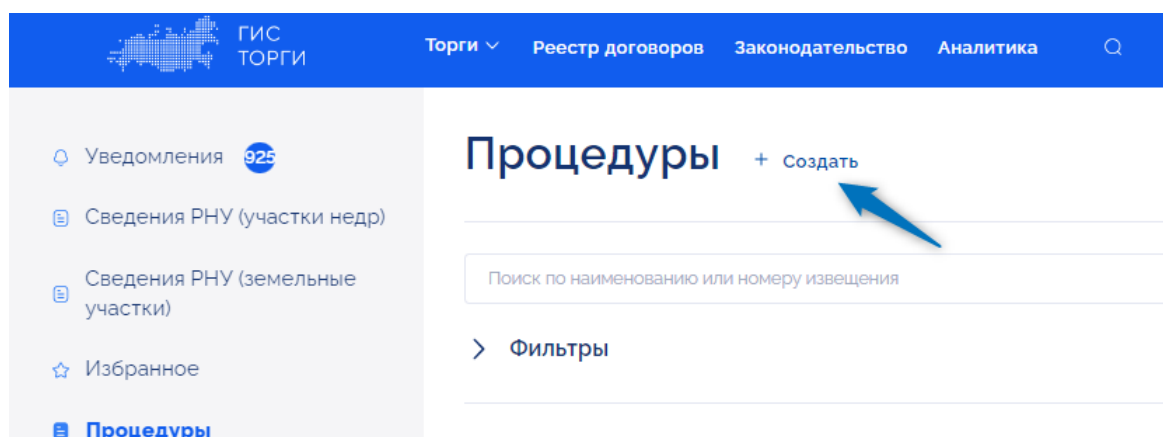 ГИС
ТОРГИ
Торги Реестр договоров Законодательство Аналитика
Уведомления 925
Сведения РНУ (участки недр)
Сведения РНУ (земельные
участки)
Избранное
Процедуры
Процедуры + Создать
Поиск по наименованию или номеру извещения
Фильтры